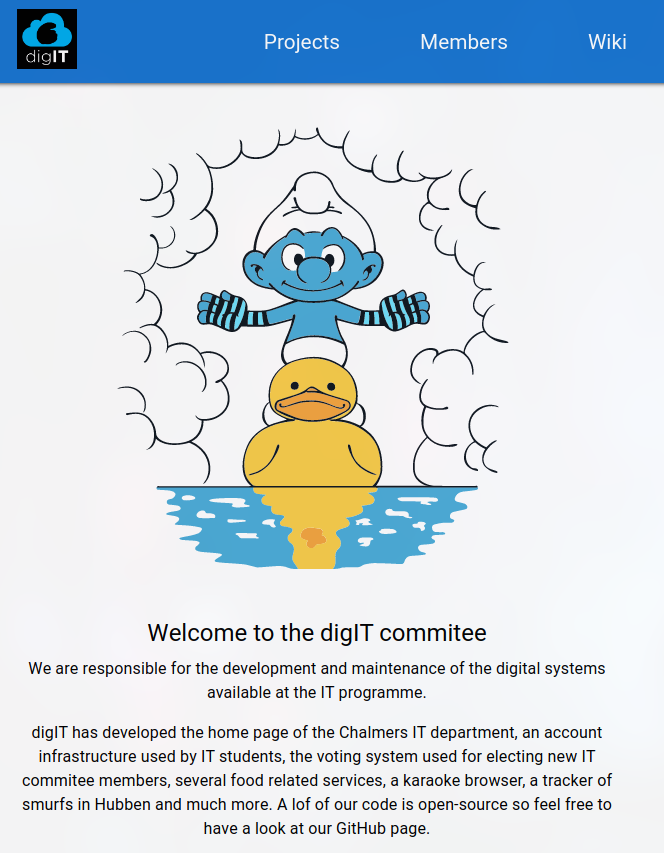 digIT
Projects Members Wiki
Welcome to the digIT commitee
We are responsible for the development and maintenance of the digital systems
available at the IT programme.
digIT has developed the home page of the Chalmers IT department, an account
infrastructure used by IT students, the voting system used for electing new IT
commitee members, several food related services, a karaoke browser, a tracker of
smurfs in Hubben and much more. A lof of our code is open-source so feel free to
have a look at our GitHub page.